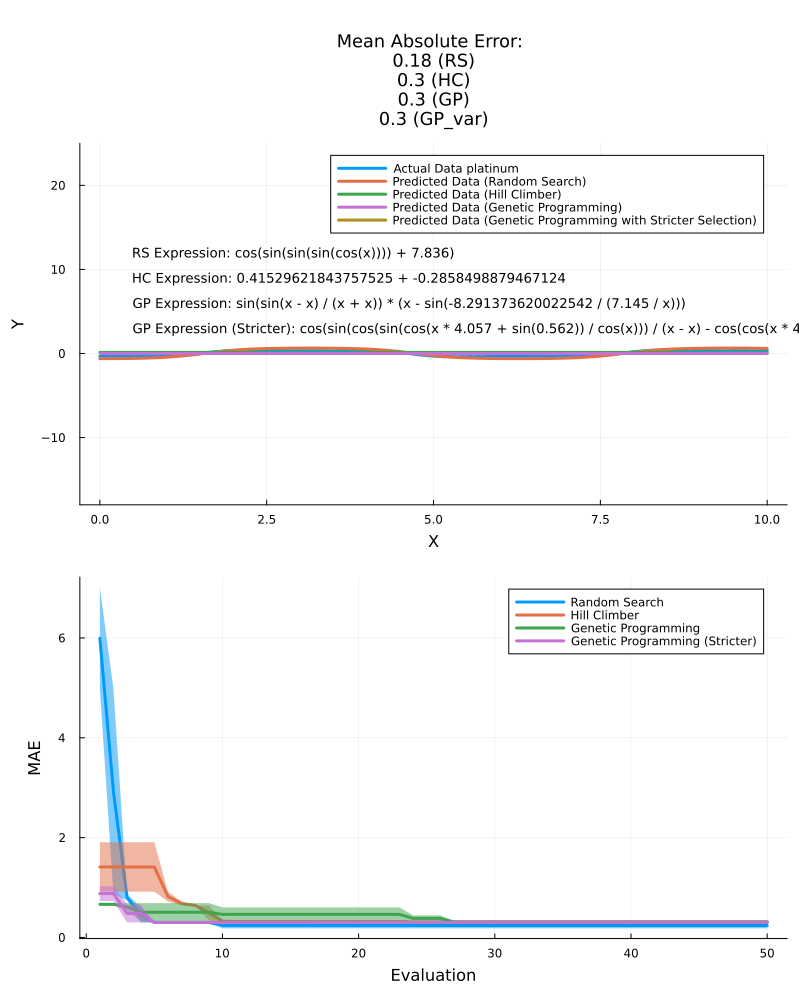 Mean Absolute Error:
0.18 (RS)
0.3 (HC)
0.3 (GP)
0.3 (GP_var)
Actual Data platinum
Predicted Data (Random Search)
Predicted Data (Hill Climber)
Predicted Data (Genetic Programming)
Predicted Data (Genetic Programming with Stricter Selection)
RS Expression: cos(sin(sin(sin(cos(x)))) + 7.836)
HC Expression: 0.41529621843757525 + -0.2858498879467124
GP Expression: sin(sin(x - x) / (x + x)) * (x - sin(-8.291373620022542 / (7.145 / x)))
GP Expression (Stricter): cos(sin(cos(sin(cos(x * 4.057 + sin(0.562)) / cos(x))) / (x - x) - cos(cos(x * 4
20
10
0
−10
Y
0.0 2.5 5.0 7.5 10.0
X
Random Search
Hill Climber
Genetic Programming
Genetic Programming (Stricter)
6
4
2
0
MAE
0 10 20 30 40 50
Evaluation